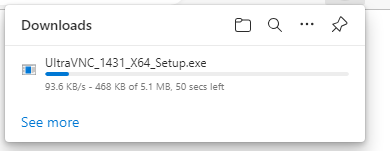 Downloads
UltraVNC_1431_X64_Setup.exe
93.6 KB/s - 468 KB of 5.1 MB, 50 secs left
See more